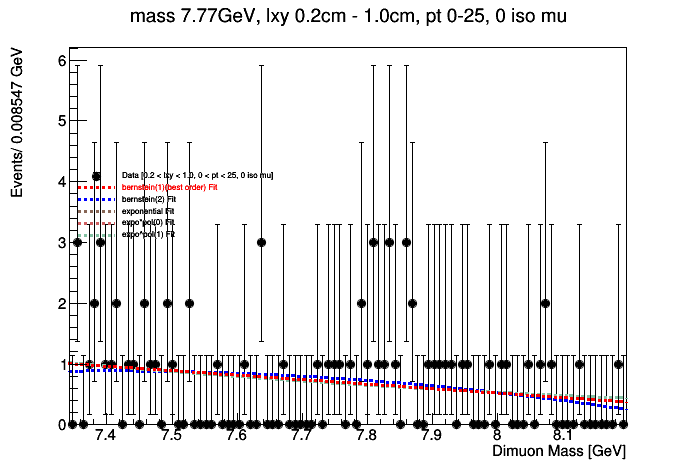 mass 7.77GeV, lxy 0.2cm - 1.0cm, pt 0-25, 0 iso mu
Events/ 0.008547 GeV
6
5
4
3
2
1
0
Data [0.2 < lxy < 1.0, 0 < pt < 25, 0 iso mu]
bernstein(1)(best order) Fit
bernstein(2) Fit
exponential Fit
expo*pol(0) Fit
expo*pol(1) Fit
7.4 7.5 7.6 7.7 7.8 7.9 8 8.1
Dimuon Mass [GeV]